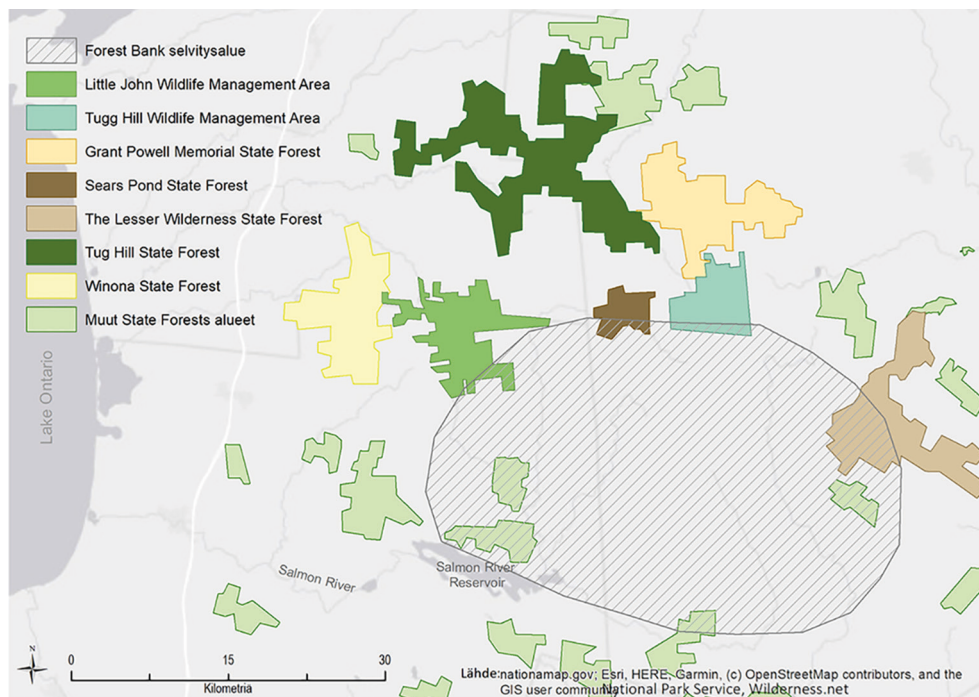 Forest Bank selvitysalue
Little John Wildlife Management Area
Tugg Hill Wildlife Management Area
Grant Powell Memorial State Forest
Sears Pond State Forest
The Lesser Wilderness State Forest
Tug Hill State Forest
Winona State Forest
Muut State Forests alueet
Lake Ontario
Salmon River
Salmon River
Reservoir
N
0 15 30
Kilometria
Lähde: nationamap.gov; Esri, HERE, Garmin, (c) OpenStreetMap contributors, and the
GIS user community National Park Service, Wilderness.net